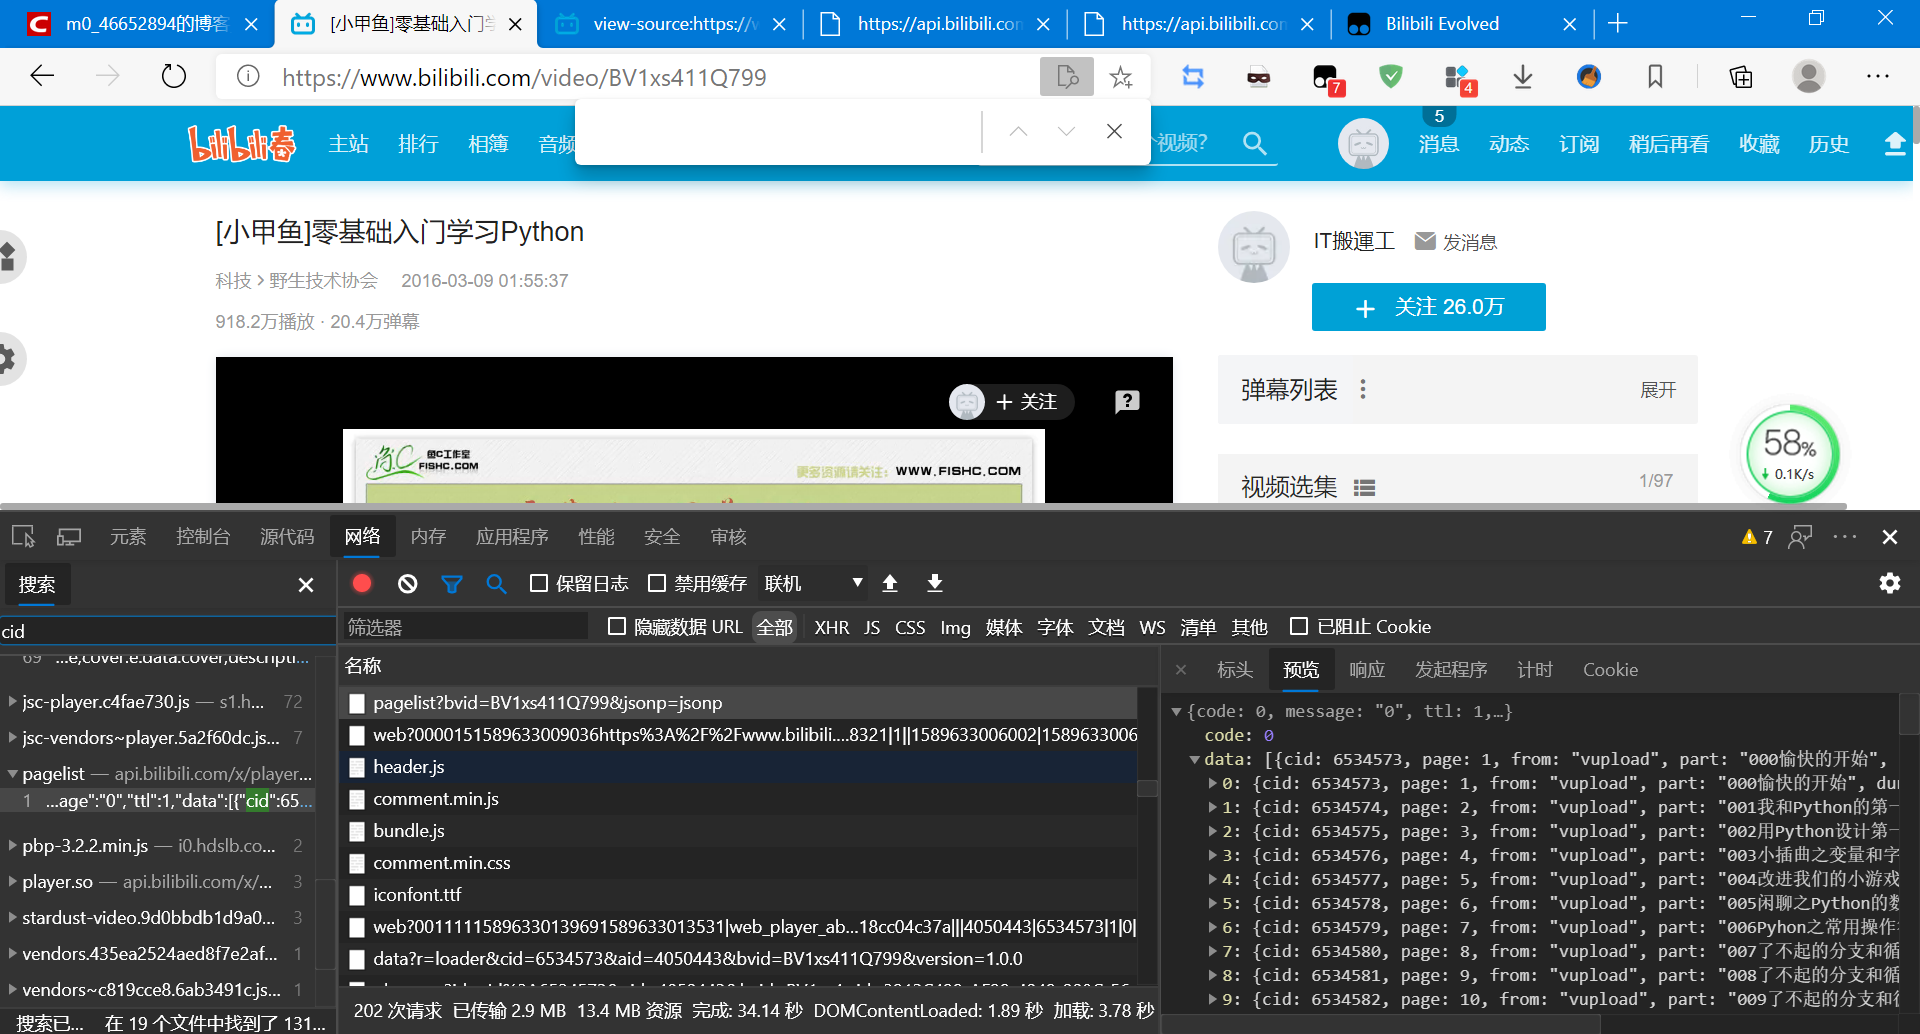 m0_46652894的博客
[小甲鱼]零基础入门学
view-source:https://
https://api.bilibili.com
https://api.bilibili.com
Bilibili Evolved
https://www.bilibili.com/video/BV1xs411Q799
7
4
bilibili春
主站
排行
相簿
音频
个视频?
5
消息
动态
订阅
稍后再看
收藏
历史
[小甲鱼]零基础入门学习Python
科技 > 野生技术协会 2016-03-09 01:55:37
918.2万播放 · 20.4万弹幕
IT搬運工
发消息
+ 关注 26.0万
+ 关注
鱼C工作室
FISHC.COM
更多资源请关注: WWW.FISHC.COM
弹幕列表
展开
视频选集
1/97
58%
0.1K/s
元素
控制台
源代码
网络
内存
应用程序
性能
安全
审核
7
搜索
保留日志
禁用缓存
联机
cid
筛选器
隐藏数据 URL
全部
XHR
JS
CSS
Img
媒体
字体
文档
WS
清单
其他
已阻止 Cookie
69 ...e,cover:e.data.cover,descripti...
jsc-player.c4fae730.js — s1.h... 72
jsc-vendors~player.5a2f60dc.js... 7
pagelist — api.bilibili.com/x/player...
1 ...age":"0","ttl":1,"data":[{"cid":65...
pbp-3.2.2.min.js — i0.hdslb.co... 2
player.so — api.bilibili.com/x/... 3
stardust-video.9d0bbdb1d9a0... 3
vendors.435ea2524aed8f7e2af... 1
vendors~c819cce8.6ab3491c.js... 1
搜索已... 在 19 个文件中找到了 131...
名称
pagelist?bvid=BV1xs411Q799&jsonp=jsonp
web?0000151589633009036https%3A%2F%2Fwww.bilibili....8321|1||1589633006002|1589633006
header.js
comment.min.js
bundle.js
comment.min.css
iconfont.ttf
web?0011111589633013969​1589633013531|web_player_ab...18cc04c37a|||4050443|6534573|1|0|
data?r=loader&cid=6534573&aid=4050443&bvid=BV1xs411Q799&version=1.0.0
202 次请求 已传输 2.9 MB 13.4 MB 资源 完成: 34.14 秒 DOMContentLoaded: 1.89 秒 加载: 3.78 秒
标头
预览
响应
发起程序
计时
Cookie
{code: 0, message: "0", ttl: 1,…}
code: 0
data: [{cid: 6534573, page: 1, from: "vupload", part: "000愉快的开始",
0: {cid: 6534573, page: 1, from: "vupload", part: "000愉快的开始", dur
1: {cid: 6534574, page: 2, from: "vupload", part: "001我和Python的第一
2: {cid: 6534575, page: 3, from: "vupload", part: "002用Python设计第一
3: {cid: 6534576, page: 4, from: "vupload", part: "003小插曲之变量和字
4: {cid: 6534577, page: 5, from: "vupload", part: "004改进我们的小游戏
5: {cid: 6534578, page: 6, from: "vupload", part: "005闲聊之Python的数
6: {cid: 6534579, page: 7, from: "vupload", part: "006Pyhon之常用操作
7: {cid: 6534580, page: 8, from: "vupload", part: "007了不起的分支和循
8: {cid: 6534581, page: 9, from: "vupload", part: "008了不起的分支和循
9: {cid: 6534582, page: 10, from: "vupload", part: "009了不起的分支和